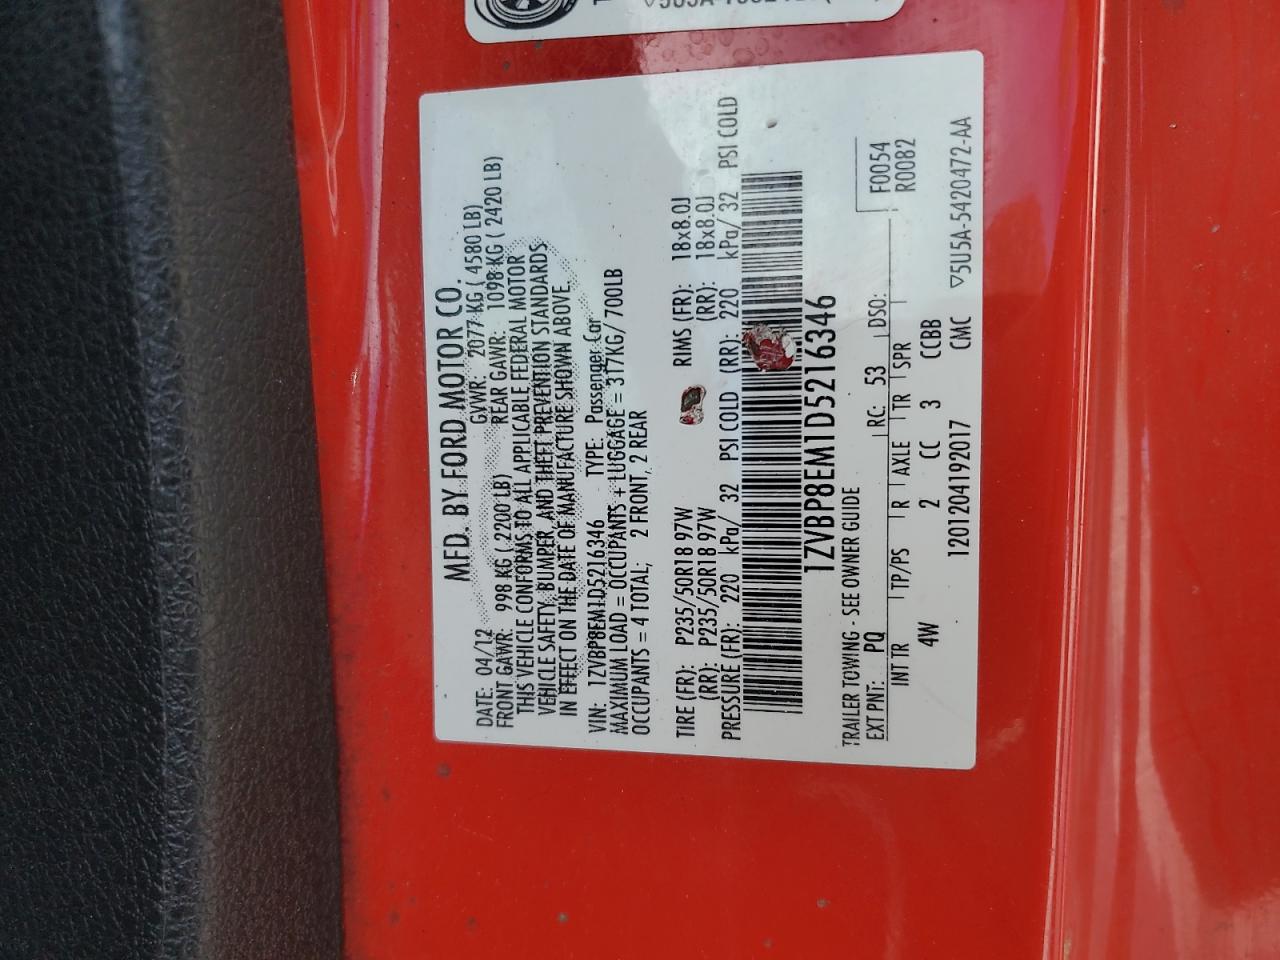 MFD. BY FORD MOTOR CO.
DATE: 04/12 GVWR: 2077 KG ( 4580 LB)
FRONT GAWR: 998 KG ( 2200 LB) REAR GAWR: 1098 KG ( 2420 LB)
THIS VEHICLE CONFORMS TO ALL APPLICABLE FEDERAL MOTOR
VEHICLE SAFETY, BUMPER, AND THEFT PREVENTION STANDARDS
IN EFFECT ON THE DATE OF MANUFACTURE SHOWN ABOVE.
VIN: 1ZVBP8EM1D5216346 TYPE: Passenger Car
MAXIMUM LOAD = OCCUPANTS + LUGGAGE = 317KG/ 700LB
OCCUPANTS = 4 TOTAL; 2 FRONT, 2 REAR
TIRE (FR): P235/50R18 97W RIMS (FR): 18x8.0J
(RR): P235/50R18 97W (RR): 18x8.0J
PRESSURE (FR): 220 kPa/ 32 PSI COLD (RR): 220 kPa/ 32 PSI COLD
1ZVBP8EM1D5216346
TRAILER TOWING - SEE OWNER GUIDE F0054
EXT PNT: PQ RC: 53 DSO: R0082
INT TR TP/PS R AXLE TR SPR
4W 2 CC 3 CCBB
12012041920​17 CMC ▽5U5A-5420472-AA